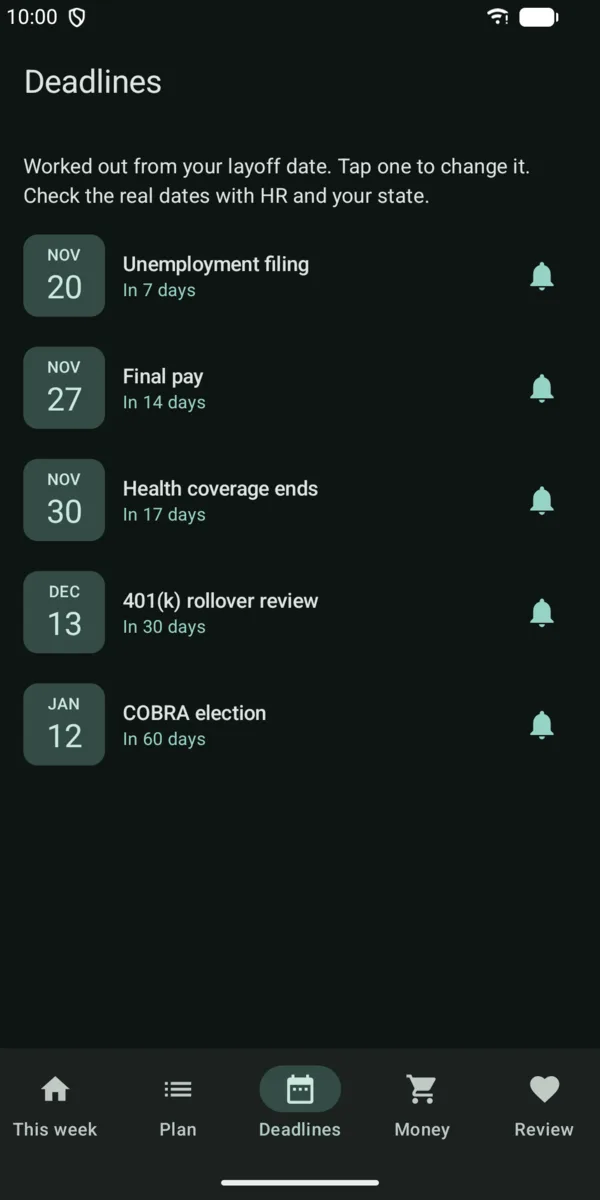 10:00
Deadlines
Worked out from your layoff date. Tap one to change it.
Check the real dates with HR and your state.
NOV
20
Unemployment filing
In 7 days
NOV
27
Final pay
In 14 days
NOV
30
Health coverage ends
In 17 days
DEC
13
401(k) rollover review
In 30 days
JAN
12
COBRA election
In 60 days
This week
Plan
Deadlines
Money
Review